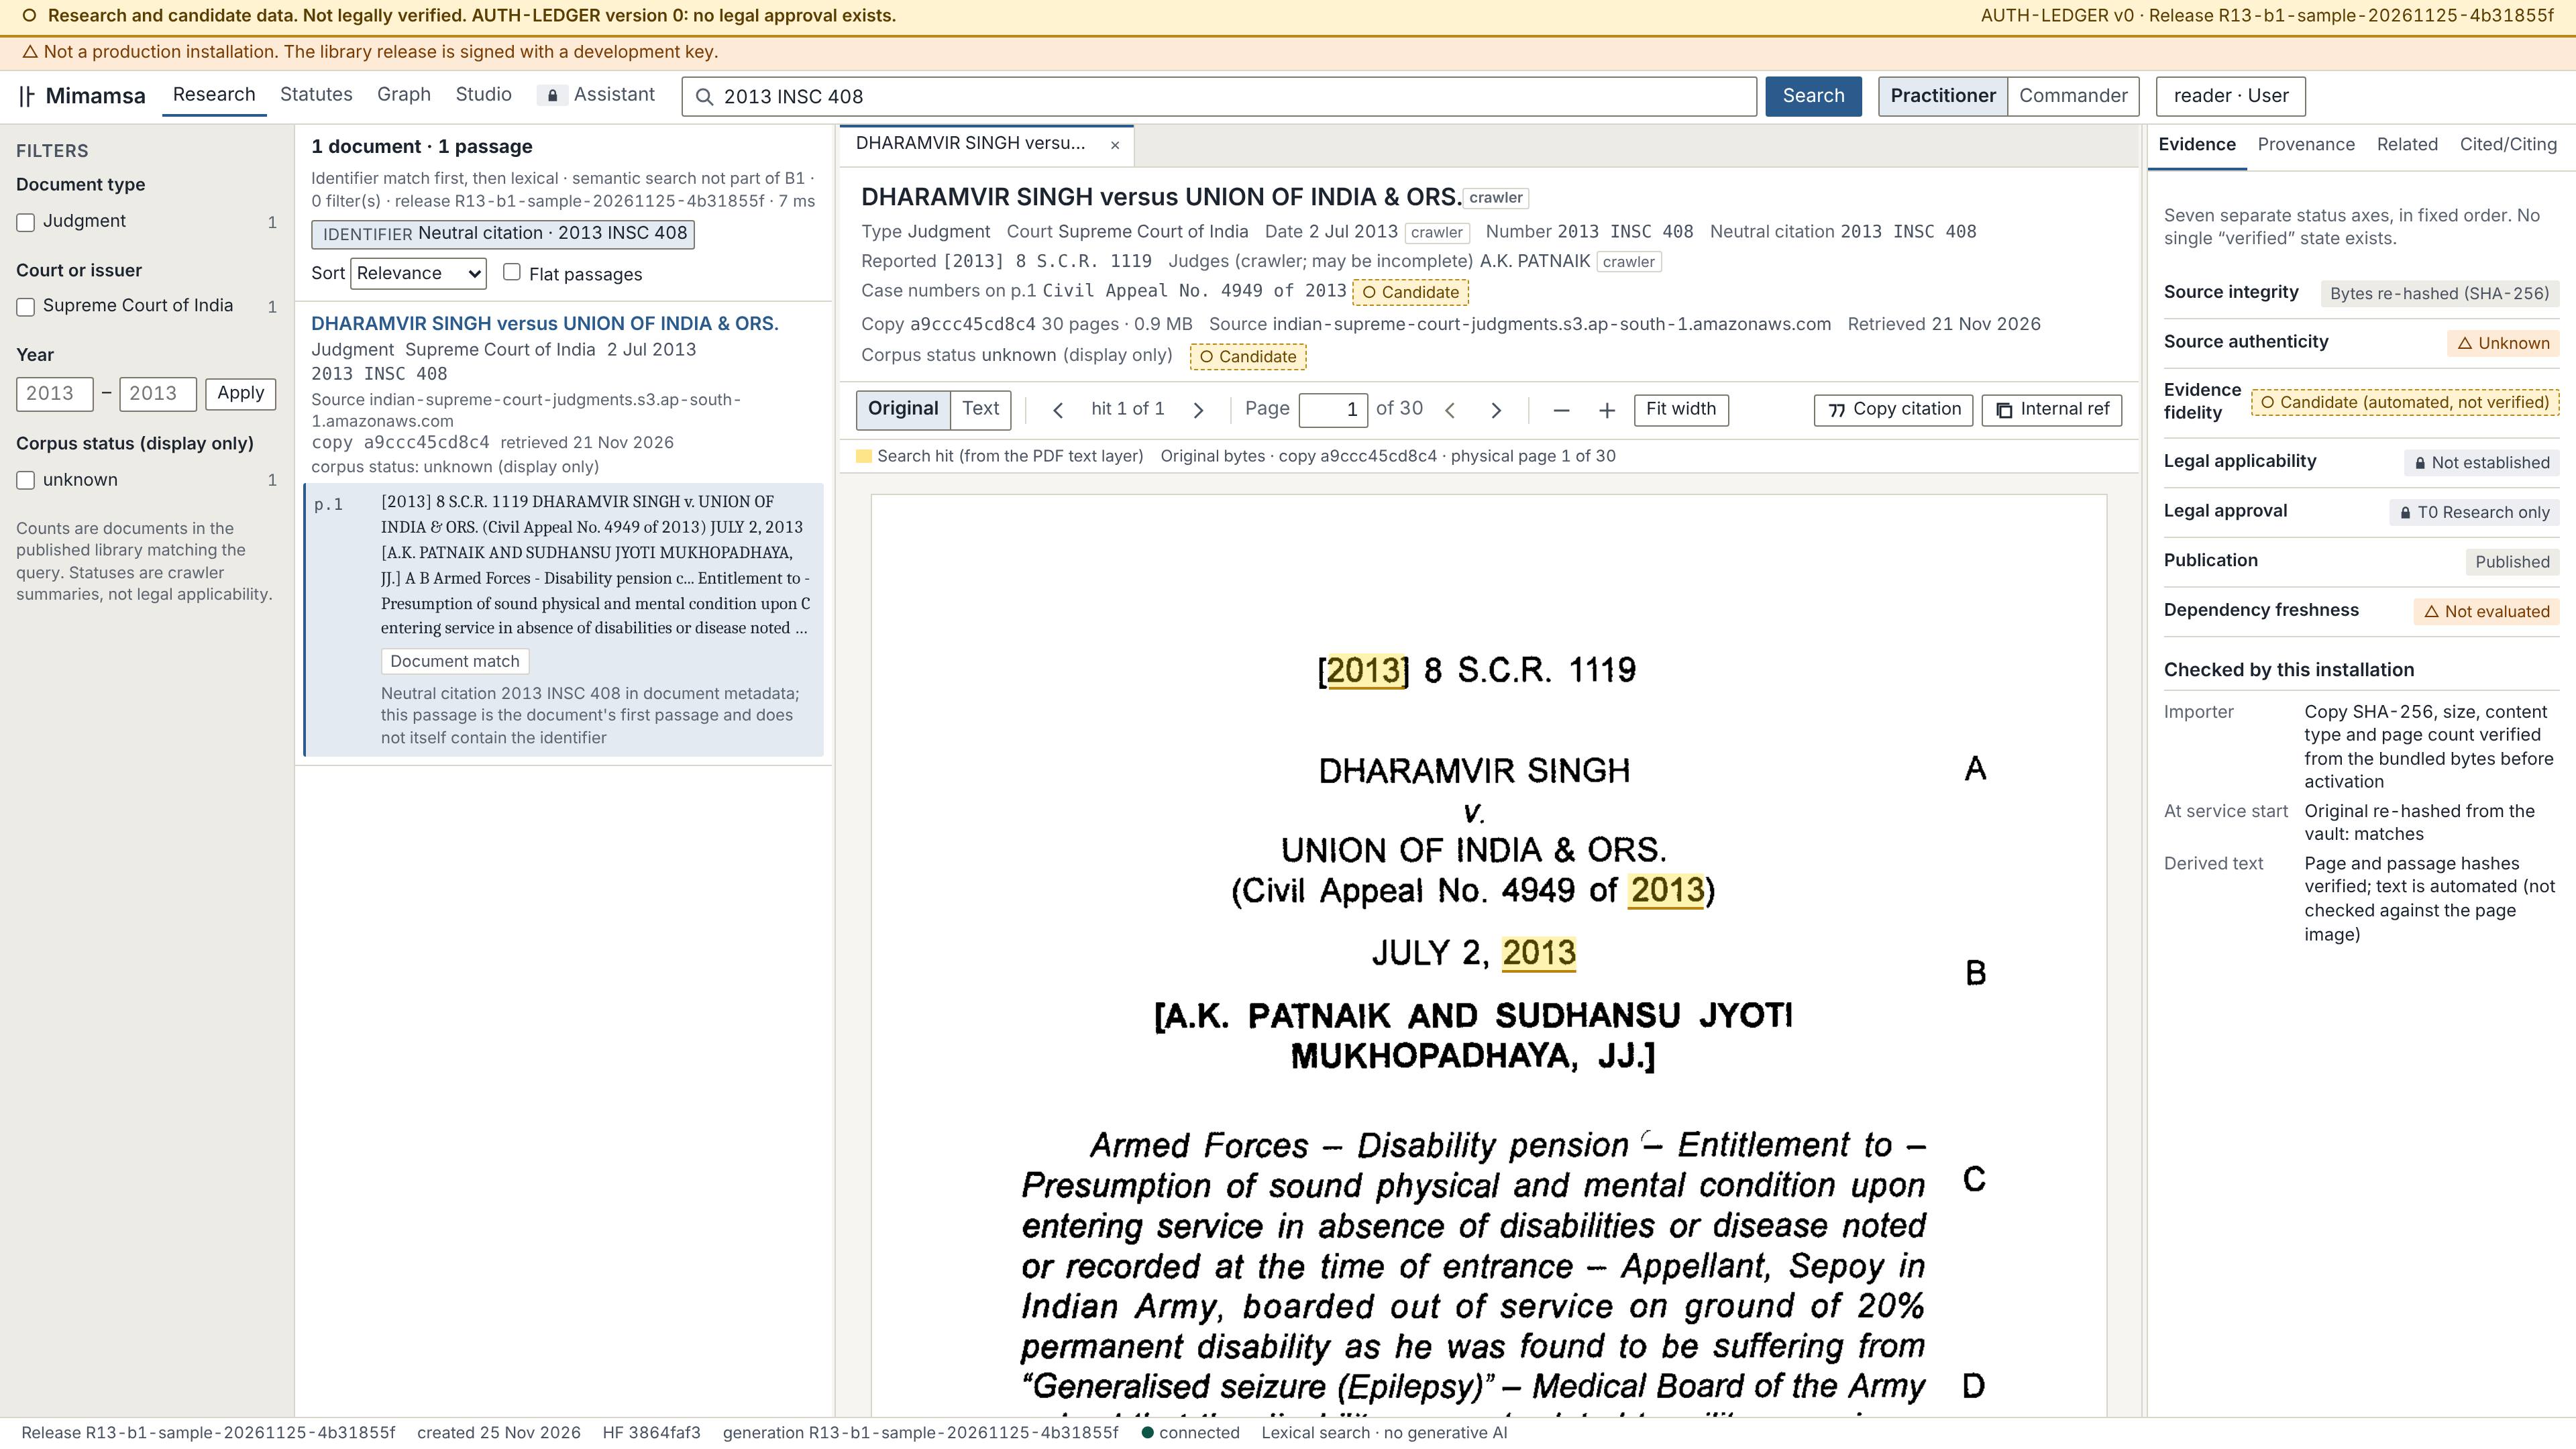 Research and candidate data. Not legally verified. AUTH-LEDGER version 0: no legal approval exists.
AUTH-LEDGER v0 · Release R13-b1-sample-20261125-4b31855f
Not a production installation. The library release is signed with a development key.
Mimamsa
Research Statutes Graph Studio Assistant
2013 INSC 408
Search
Practitioner Commander
reader · User
FILTERS
Document type
Judgment 1
Court or issuer
Supreme Court of India 1
Year
2013 – 2013 Apply
Corpus status (display only)
unknown 1
Counts are documents in the
published library matching the
query. Statuses are crawler
summaries, not legal applicability.
1 document · 1 passage
Identifier match first, then lexical · semantic search not part of B1 ·
0 filter(s) · release R13-b1-sample-20261125-4b31855f · 7 ms
IDENTIFIER Neutral citation · 2013 INSC 408
Sort Relevance Flat passages
DHARAMVIR SINGH versus UNION OF INDIA & ORS.
Judgment Supreme Court of India 2 Jul 2013
2013 INSC 408
Source indian-supreme-court-judgments.s3.ap-south-
1.amazonaws.com
copy a9ccc45cd8c4 retrieved 21 Nov 2026
corpus status: unknown (display only)
p.1
[2013] 8 S.C.R. 1119 DHARAMVIR SINGH v. UNION OF
INDIA & ORS. (Civil Appeal No. 4949 of 2013) JULY 2, 2013
[A.K. PATNAIK AND SUDHANSU JYOTI MUKHOPADHAYA,
JJ.] A B Armed Forces - Disability pension c... Entitlement to -
Presumption of sound physical and mental condition upon C
entering service in absence of disabilities or disease noted ...
Document match
Neutral citation 2013 INSC 408 in document metadata;
this passage is the document's first passage and does
not itself contain the identifier
DHARAMVIR SINGH versu... ×
DHARAMVIR SINGH versus UNION OF INDIA & ORS. crawler
Type Judgment Court Supreme Court of India Date 2 Jul 2013 crawler Number 2013 INSC 408 Neutral citation 2013 INSC 408
Reported [2013] 8 S.C.R. 1119 Judges (crawler; may be incomplete) A.K. PATNAIK crawler
Case numbers on p.1 Civil Appeal No. 4949 of 2013 Candidate
Copy a9ccc45cd8c4 30 pages · 0.9 MB Source indian-supreme-court-judgments.s3.ap-south-1.amazonaws.com Retrieved 21 Nov 2026
Corpus status unknown (display only) Candidate
Original Text hit 1 of 1 Page 1 of 30 Fit width Copy citation Internal ref
Search hit (from the PDF text layer) Original bytes · copy a9ccc45cd8c4 · physical page 1 of 30
[2013] 8 S.C.R. 1119
DHARAMVIR SINGH A
v.
UNION OF INDIA & ORS.
(Civil Appeal No. 4949 of 2013)
JULY 2, 2013
B
[A.K. PATNAIK AND SUDHANSU JYOTI
MUKHOPADHAYA, JJ.]
Armed Forces – Disability pension – Entitlement to –
Presumption of sound physical and mental condition upon C
entering service in absence of disabilities or disease noted
or recorded at the time of entrance – Appellant, Sepoy in
Indian Army, boarded out of service on ground of 20%
permanent disability as he was found to be suffering from
“Generalised seizure (Epilepsy)” – Medical Board of the Army D
Evidence Provenance Related Cited/Citing
Seven separate status axes, in fixed order. No
single “verified” state exists.
Source integrity Bytes re-hashed (SHA-256)
Source authenticity Unknown
Evidence
fidelity Candidate (automated, not verified)
Legal applicability Not established
Legal approval T0 Research only
Publication Published
Dependency freshness Not evaluated
Checked by this installation
Importer Copy SHA-256, size, content
type and page count verified
from the bundled bytes before
activation
At service start Original re-hashed from the
vault: matches
Derived text Page and passage hashes
verified; text is automated (not
checked against the page
image)
Release R13-b1-sample-20261125-4b31855f created 25 Nov 2026 HF 3864faf3 generation R13-b1-sample-20261125-4b31855f connected Lexical search · no generative AI